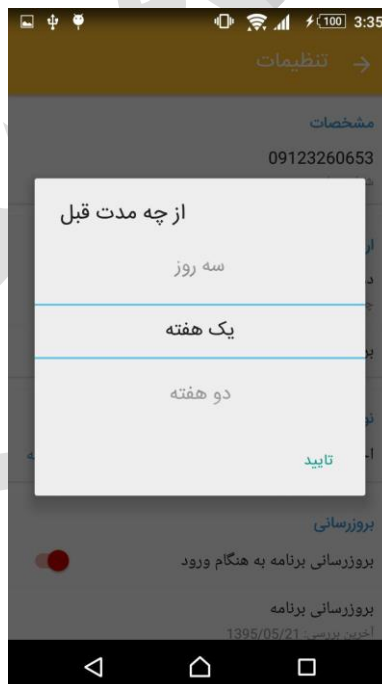 100 3:35
تنظیمات
مشخصات
09123260653
از چه مدت قبل
سه روز
یک هفته
دو هفته
تایید
بروزرسانی
بروزرسانی برنامه به هنگام ورود
بروزرسانی برنامه
آخرین بررسی: 1395/05/21